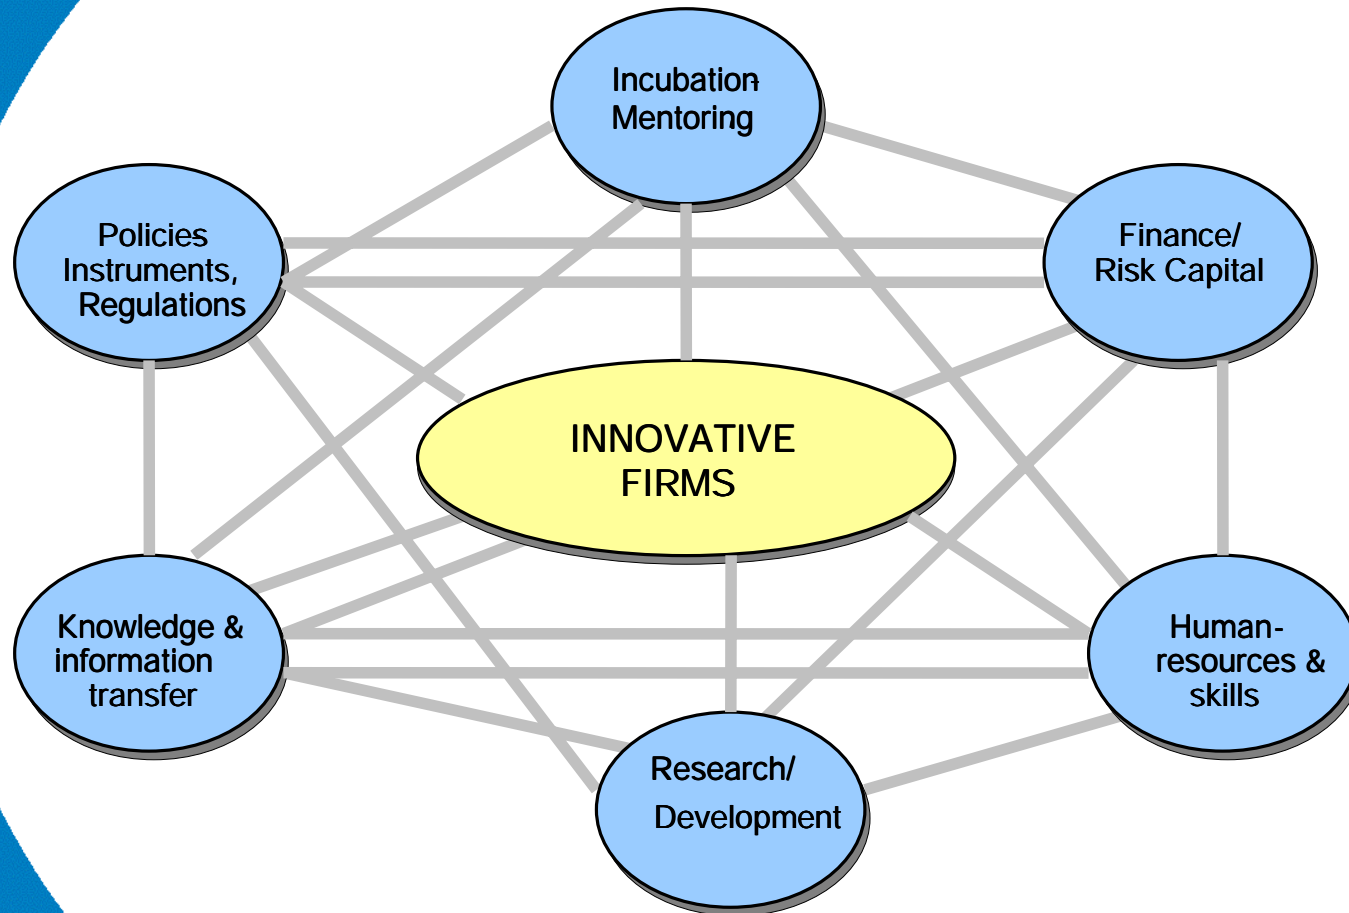 Incubation-
Mentoring
Policies
Instruments,
Regulations
Finance/
Risk Capital
INNOVATIVE
FIRMS
Knowledge &
information
transfer
Human-
resources &
skills
Research/
Development